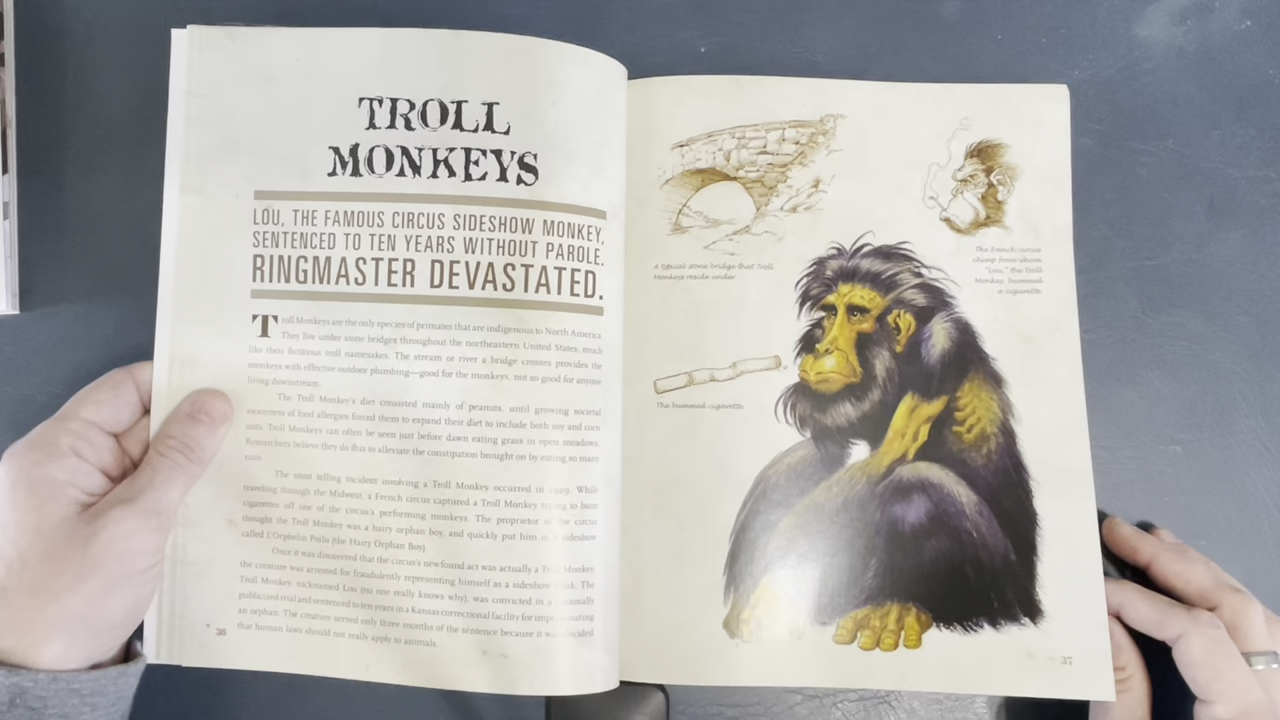 TROLL
MONKEYS
LOU, THE FAMOUS CIRCUS SIDESHOW MONKEY,
SENTENCED TO TEN YEARS WITHOUT PAROLE.
RINGMASTER DEVASTATED.
Troll Monkeys are the only species of primates that are indigenous to North America.
They live under stone bridges throughout the northeastern United States, much
like their fictitious troll namesakes. The stream or river a bridge crosses provides the
monkeys with effective outdoor plumbing—good for the monkeys, not so good for anyone
living downstream.
The Troll Monkey's diet consisted mainly of peanuts, until growing societal
awareness of food allergies forced them to expand their diet to include both soy and corn
nuts. Troll Monkeys can often be seen just before dawn eating grass in open meadows.
Researchers believe they do this to alleviate the constipation brought on by eating so many
nuts.
The most telling incident involving a Troll Monkey occurred in 1949. While
traveling through the Midwest, a French circus captured a Troll Monkey trying to bum
cigarettes off one of the circus's performing monkeys. The proprietor of the circus
thought the Troll Monkey was a hairy orphan boy, and quickly put him in a sideshow
called L'Orphelin Poilu (the Hairy Orphan Boy).
Once it was discovered that the circus's newfound act was actually a Troll Monkey,
the creature was arrested for fraudulently representing himself as a sideshow freak. The
Troll Monkey, nicknamed Lou (no one really knows why), was convicted in a nationally
publicized trial and sentenced to ten years in a Kansas correctional facility for impersonating
an orphan. The creature served only three months of the sentence because it was decided
that human laws should not really apply to animals.
36
A typical stone bridge that Troll
Monkeys reside under
The French circus
chimp from whom
"Lou," the Troll
Monkey, bummed
a cigarette
The bummed cigarette
37